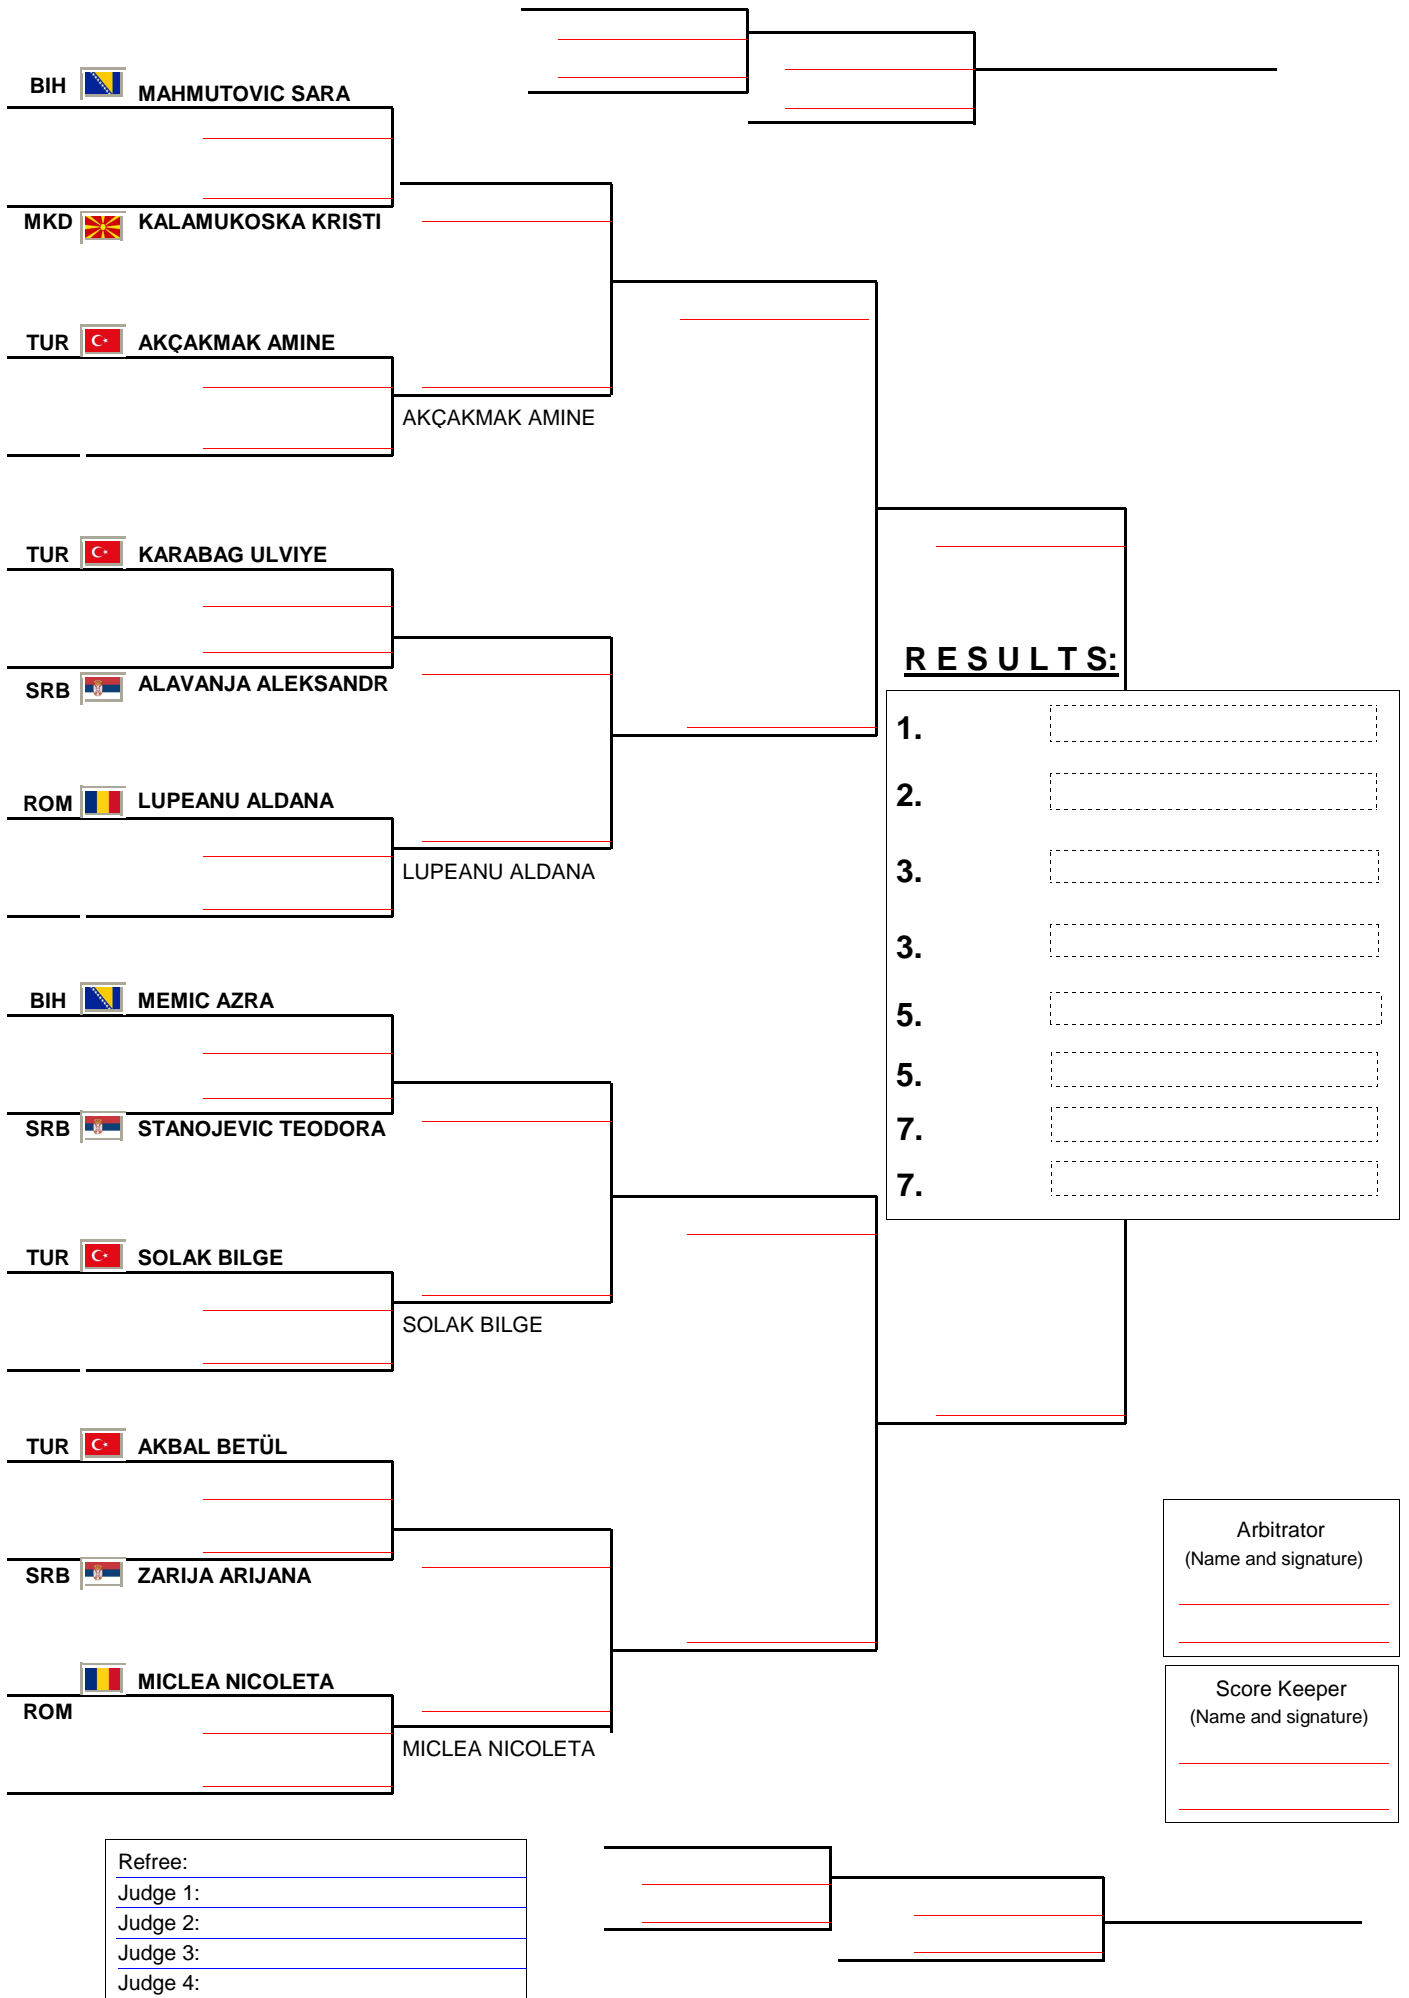 BIH MAHMUTOVIC SARA
MKD KALAMUKOSKA KRISTI
TUR AKÇAKMAK AMINE
AKÇAKMAK AMINE
TUR KARABAG ULVIYE
SRB ALAVANJA ALEKSANDR
ROM LUPEANU ALDANA
LUPEANU ALDANA
BIH MEMIC AZRA
SRB STANOJEVIC TEODORA
TUR SOLAK BILGE
SOLAK BILGE
TUR AKBAL BETÜL
SRB ZARIJA ARIJANA
MICLEA NICOLETA
ROM
MICLEA NICOLETA
R E S U L T S:
1.
2.
3.
3.
5.
5.
7.
7.
Arbitrator
(Name and signature)
Score Keeper
(Name and signature)
Refree:
Judge 1:
Judge 2:
Judge 3:
Judge 4: